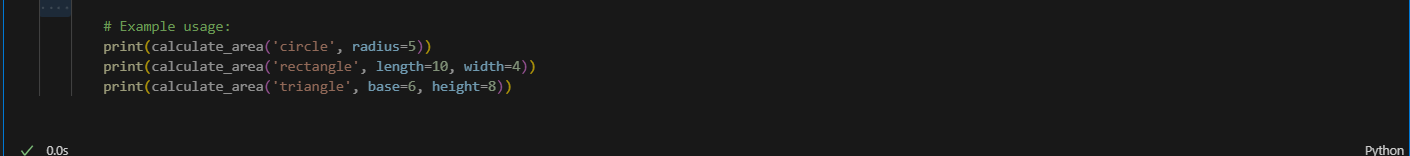 # Example usage:
print(calculate_area('circle', radius=5))
print(calculate_area('rectangle', length=10, width=4))
print(calculate_area('triangle', base=6, height=8))
0.0s
Python